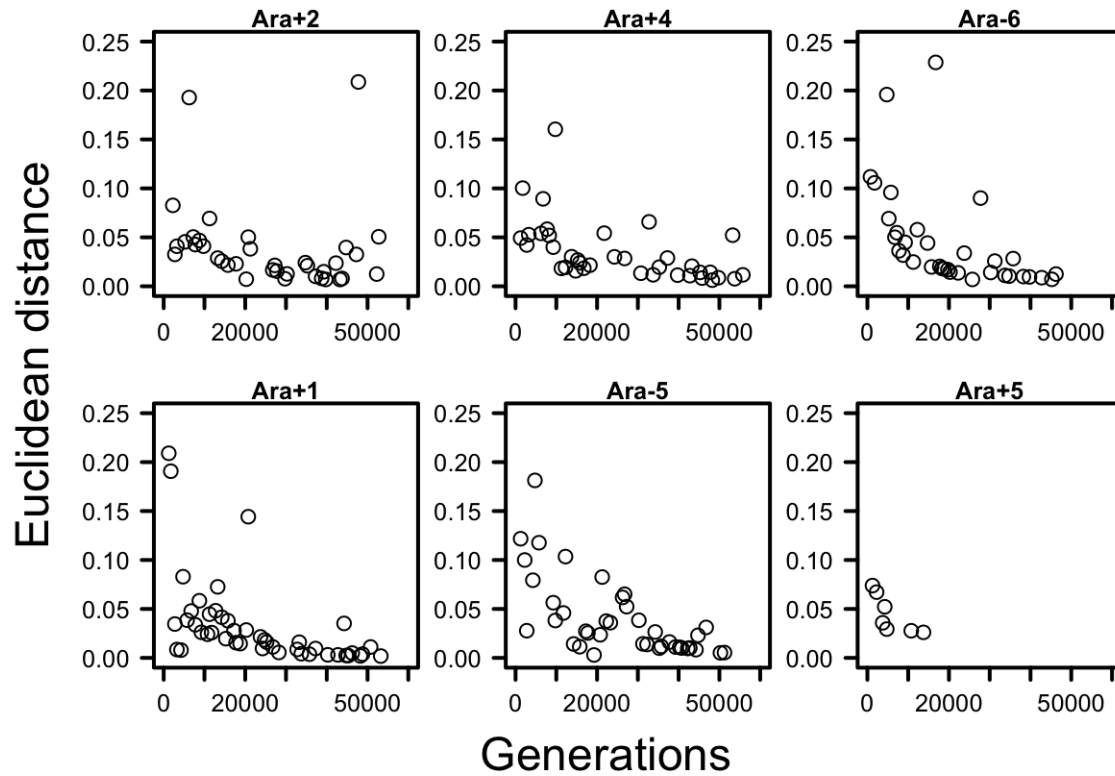 Ara+2 Ara+4 Ara-6
0.25 0.25 0.25
0.20 0.20 0.20
0.15 0.15 0.15
0.10 0.10 0.10
0.05 0.05 0.05
0.00 0.00 0.00
0 20000 50000 0 20000 50000 0 20000 50000
Euclidean distance
Ara+1 Ara-5 Ara+5
0.25 0.25 0.25
0.20 0.20 0.20
0.15 0.15 0.15
0.10 0.10 0.10
0.05 0.05 0.05
0.00 0.00 0.00
0 20000 50000 0 20000 50000 0 20000 50000
Generations